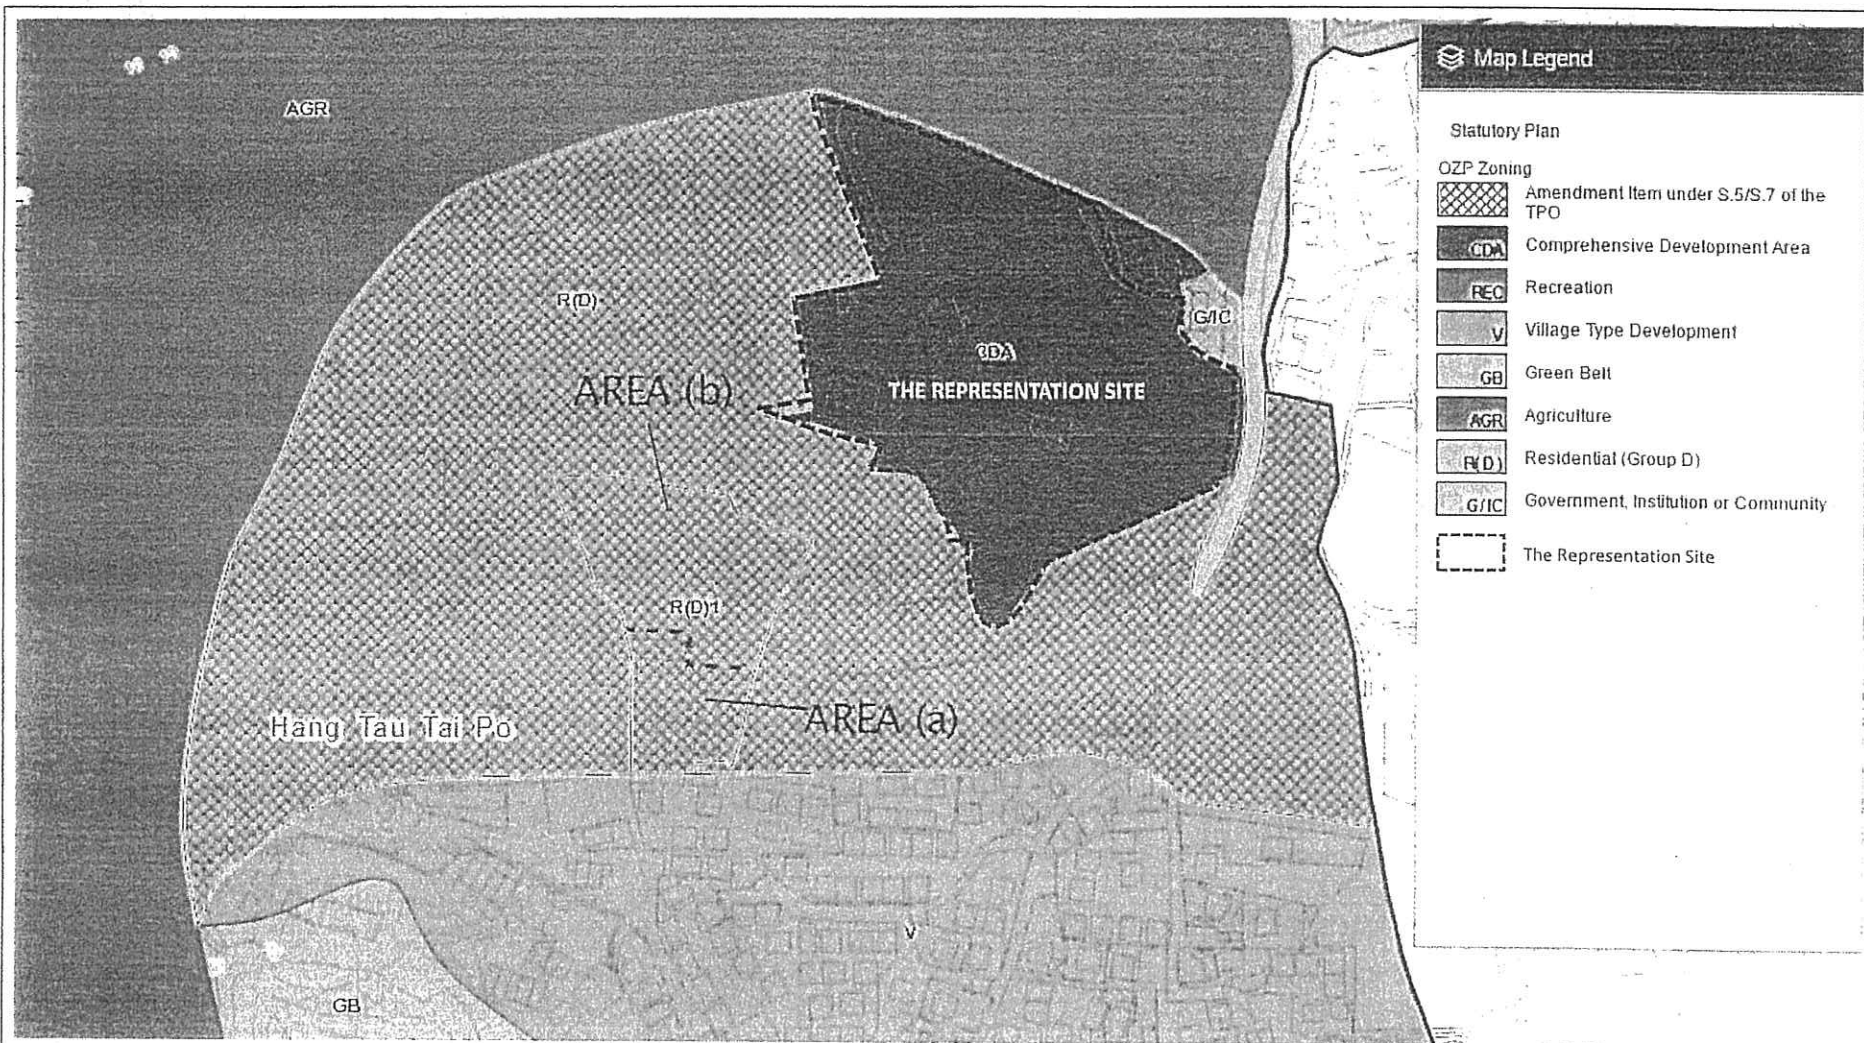 AGR
R(D)
G/IC
CDA
THE REPRESENTATION SITE
AREA (b)
R(D)1
AREA (a)
Hang Tau Tai Po
V
GB
Map Legend
Statutory Plan
OZP Zoning
Amendment Item under S.5/S.7 of the
TPO
CDA Comprehensive Development Area
REC Recreation
V Village Type Development
GB Green Belt
AGR Agriculture
R(D) Residential (Group D)
G/IC Government, Institution or Community
The Representation Site